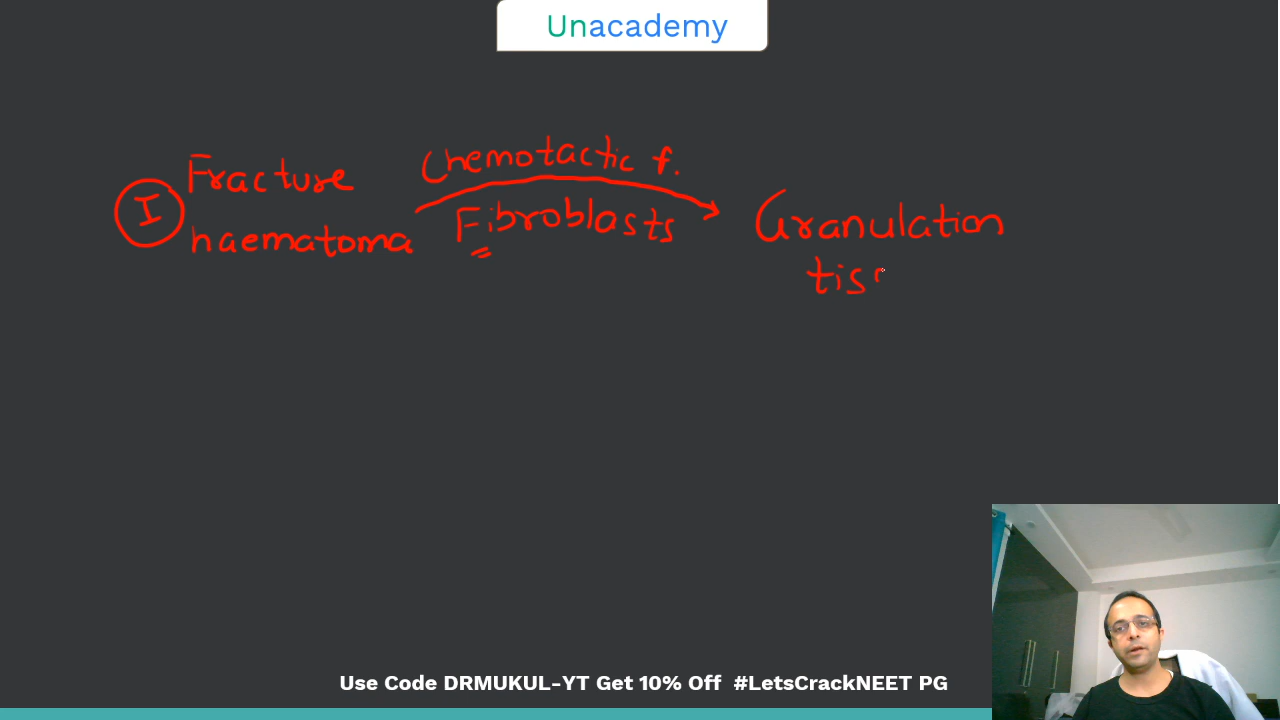 Unacademy
Chemotactic f.
Fracture
I
haematoma
Fibroblasts
Granulation
Use Code DRMUKUL-YT Get 10% Off #LetsCrackNEET PG